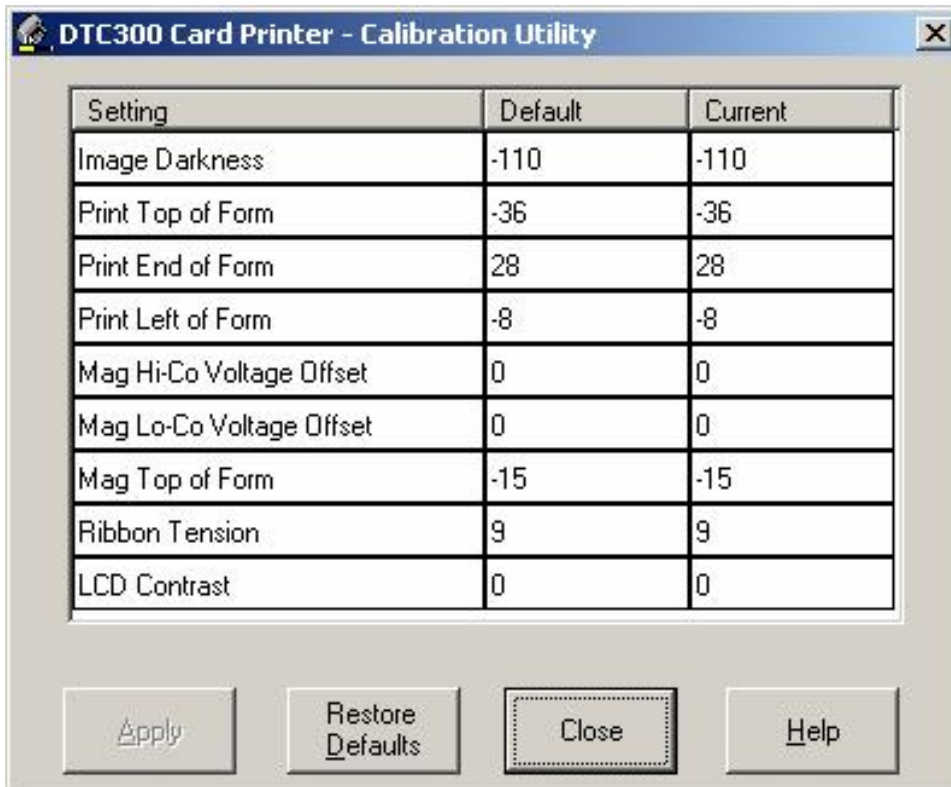 DTC300 Card Printer - Calibration Utility
Setting Default Current
Image Darkness -110 -110
Print Top of Form -36 -36
Print End of Form 28 28
Print Left of Form -8 -8
Mag Hi-Co Voltage Offset 0 0
Mag Lo-Co Voltage Offset 0 0
Mag Top of Form -15 -15
Ribbon Tension 9 9
LCD Contrast 0 0
Apply
Restore
Defaults
Close
Help